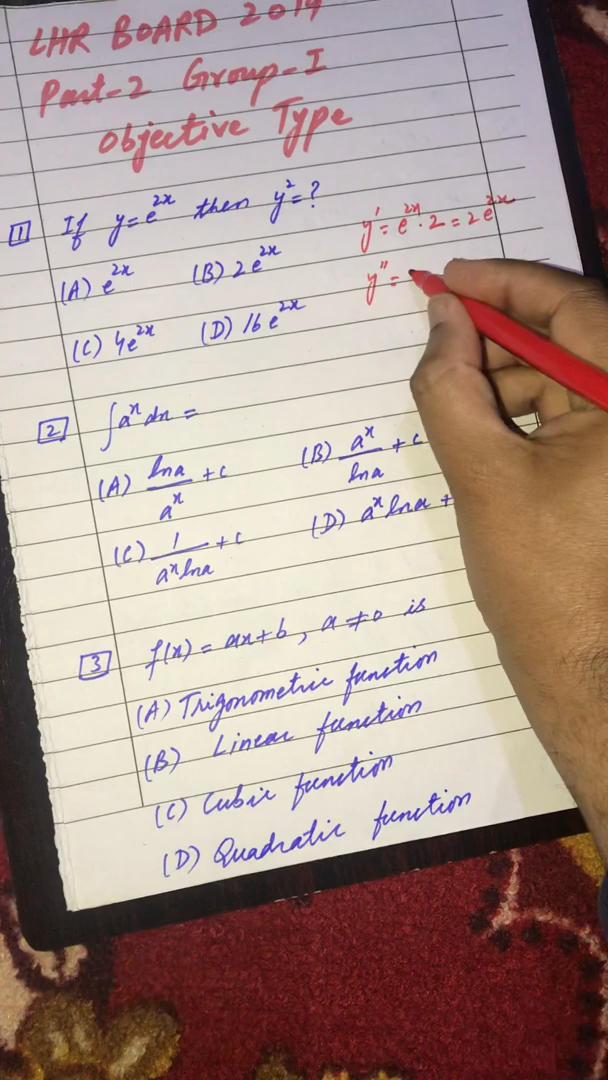 LHR BOARD 2019
Part-2 Group-I
Objective Type
1 If y=e^2x then y^2=?
y'=e^2x.2=2e^2x
(A) e^2x (B) 2e^2x
y''=
(C) 4e^2x (D) 16e^2x
2 ∫a^x dx =
(A) lna/a^x +c (B) a^x/lna +c
(C) 1/a^x lna +c (D) a^x lna +
3 f(x) = ax+b, a≠0 is
(A) Trigonometric function
(B) Linear function
(C) Cubic function
(D) Quadratic function